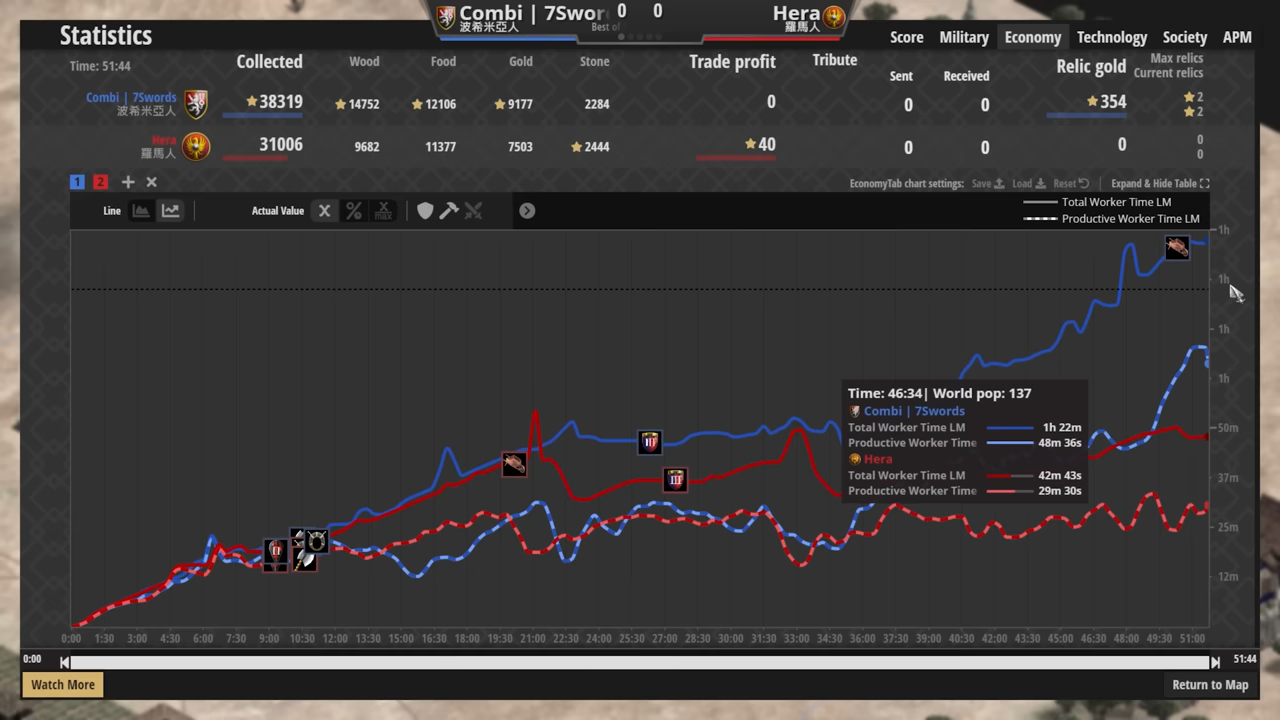 Combi | 7Swor 0 0 Hera
波希米亞人 Best of 羅馬人
Statistics
Score Military Economy Technology Society APM
Time: 51:44
Collected Wood Food Gold Stone Trade profit Tribute Sent Received Relic gold Max relics
Current relics
Combi | 7Swords 38319 14752 12106 9177 2284 0 0 0 354 2
波希米亞人 2
Hera 31006 9682 11377 7503 2444 40 0 0 0 0
羅馬人 0
1 2 EconomyTab chart settings: Save Load Reset Expand & Hide Table
Line Actual Value X % X max
Total Worker Time LM
Productive Worker Time LM
1h
1h
1h
1h
50m
37m
25m
12m
Time: 46:34| World pop: 137
Combi | 7Swords
Total Worker Time LM 1h 22m
Productive Worker Time 48m 36s
Hera
Total Worker Time LM 42m 43s
Productive Worker Time 29m 30s
II
III
III
0:00 1:30 3:00 4:30 6:00 7:30 9:00 10:30 12:00 13:30 15:00 16:30 18:00 19:30 21:00 22:30 24:00 25:30 27:00 28:30 30:00 31:30 33:00 34:30 36:00 37:30 39:00 40:30 42:00 43:30 45:00 46:30 48:00 49:30 51:00
0:00 51:44
Watch More Return to Map